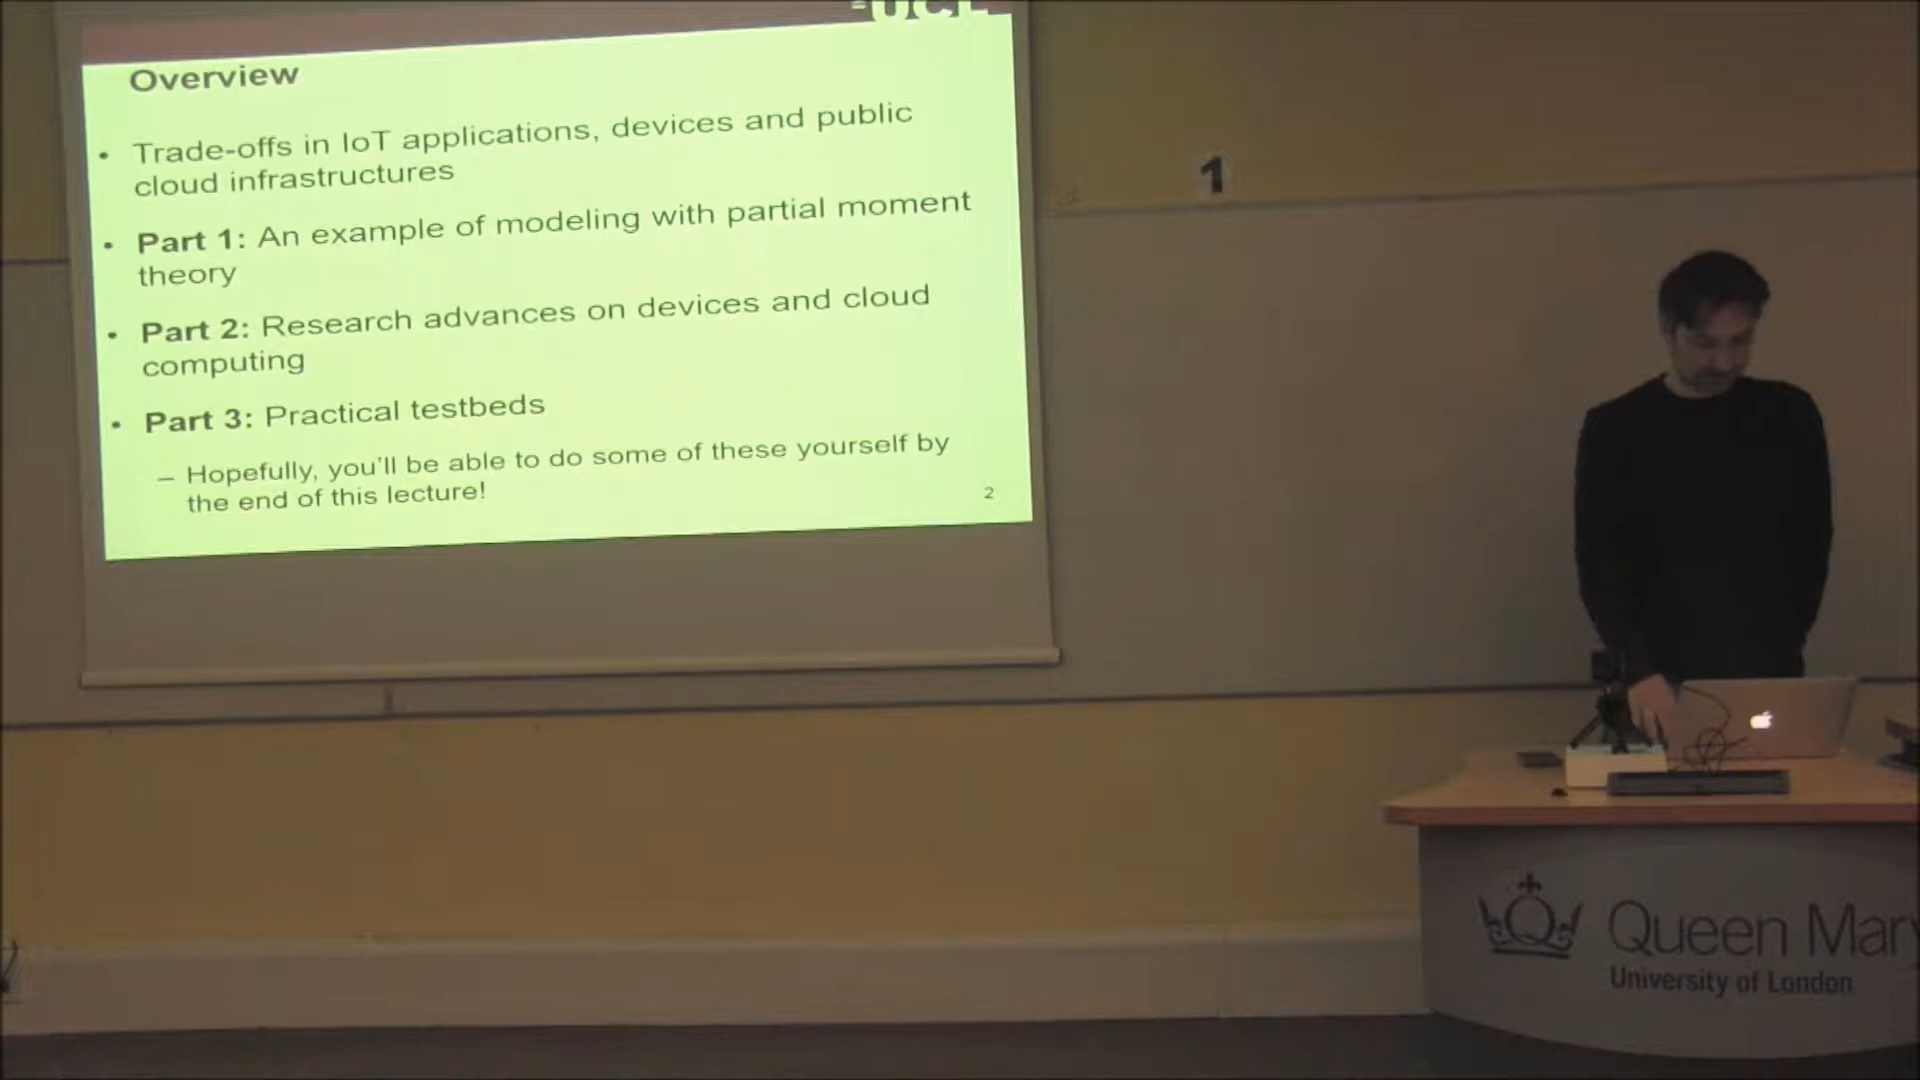 UCL
Overview
• Trade-offs in IoT applications, devices and public
cloud infrastructures
• Part 1: An example of modeling with partial moment
theory
• Part 2: Research advances on devices and cloud
computing
• Part 3: Practical testbeds
– Hopefully, you'll be able to do some of these yourself by
the end of this lecture!
2
1
Queen Mary
University of London